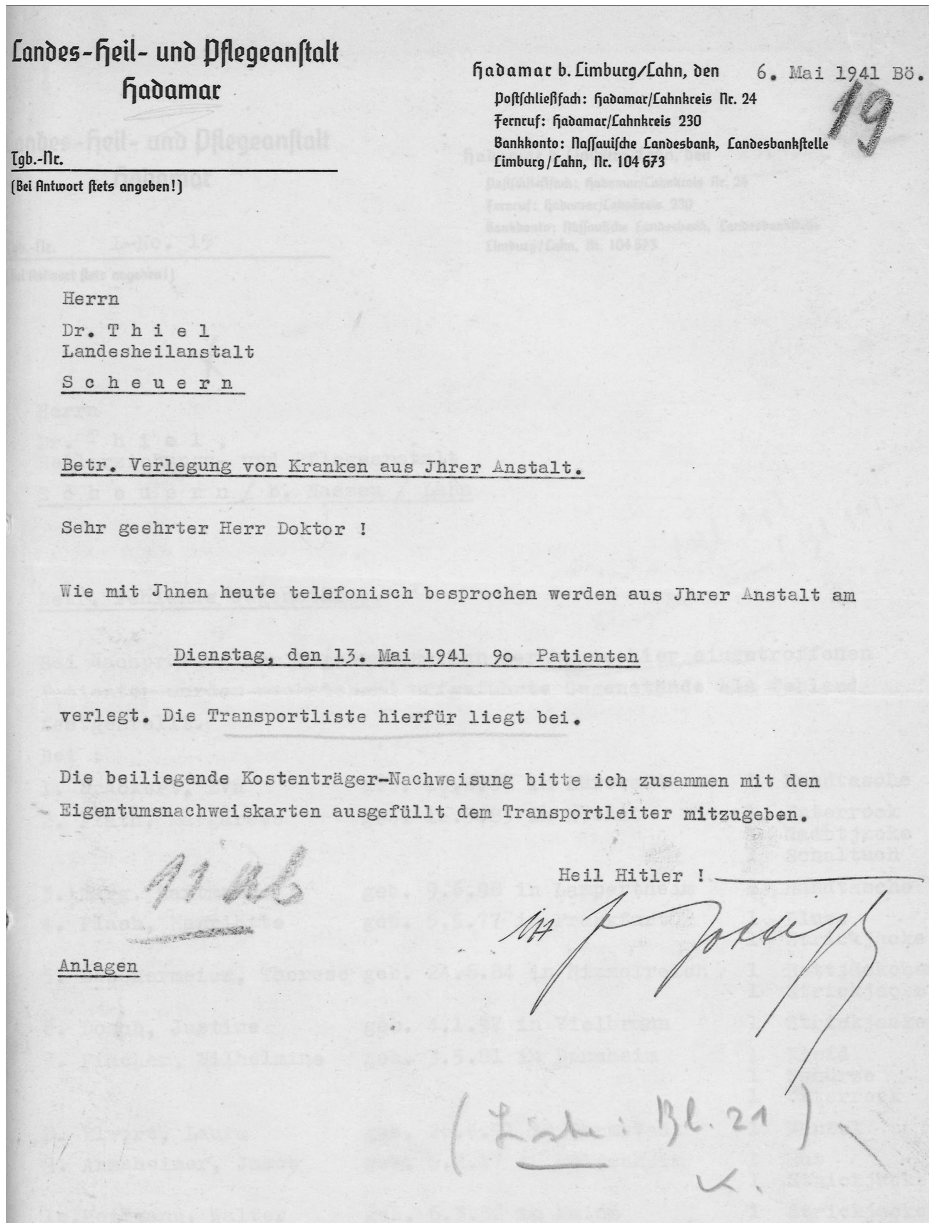 Landes-Heil- und Pflegeanstalt
Hadamar
Tgb.-Nr.
(Bei Antwort stets angeben!)
Hadamar b. Limburg/Lahn, den 6. Mai 1941 Bö.
Postschließfach: Hadamar/Lahnkreis Nr. 24
Fernruf: Hadamar/Lahnkreis 230
Bankkonto: Nassauische Landesbank, Landesbankstelle
Limburg/Lahn, Nr. 104 673
19
Herrn
Dr. T h i e l
Landesheilanstalt
S c h e u e r n
Betr. Verlegung von Kranken aus Jhrer Anstalt.
Sehr geehrter Herr Doktor !
Wie mit Jhnen heute telefonisch besprochen werden aus Jhrer Anstalt am
Dienstag, den 13. Mai 1941 9o Patienten
verlegt. Die Transportliste hierfür liegt bei.
Die beiliegende Kostenträger-Nachweisung bitte ich zusammen mit den
Eigentumsnachweiskarten ausgefüllt dem Transportleiter mitzugeben.
Heil Hitler !
Anlagen
(Liste Bl. 21)